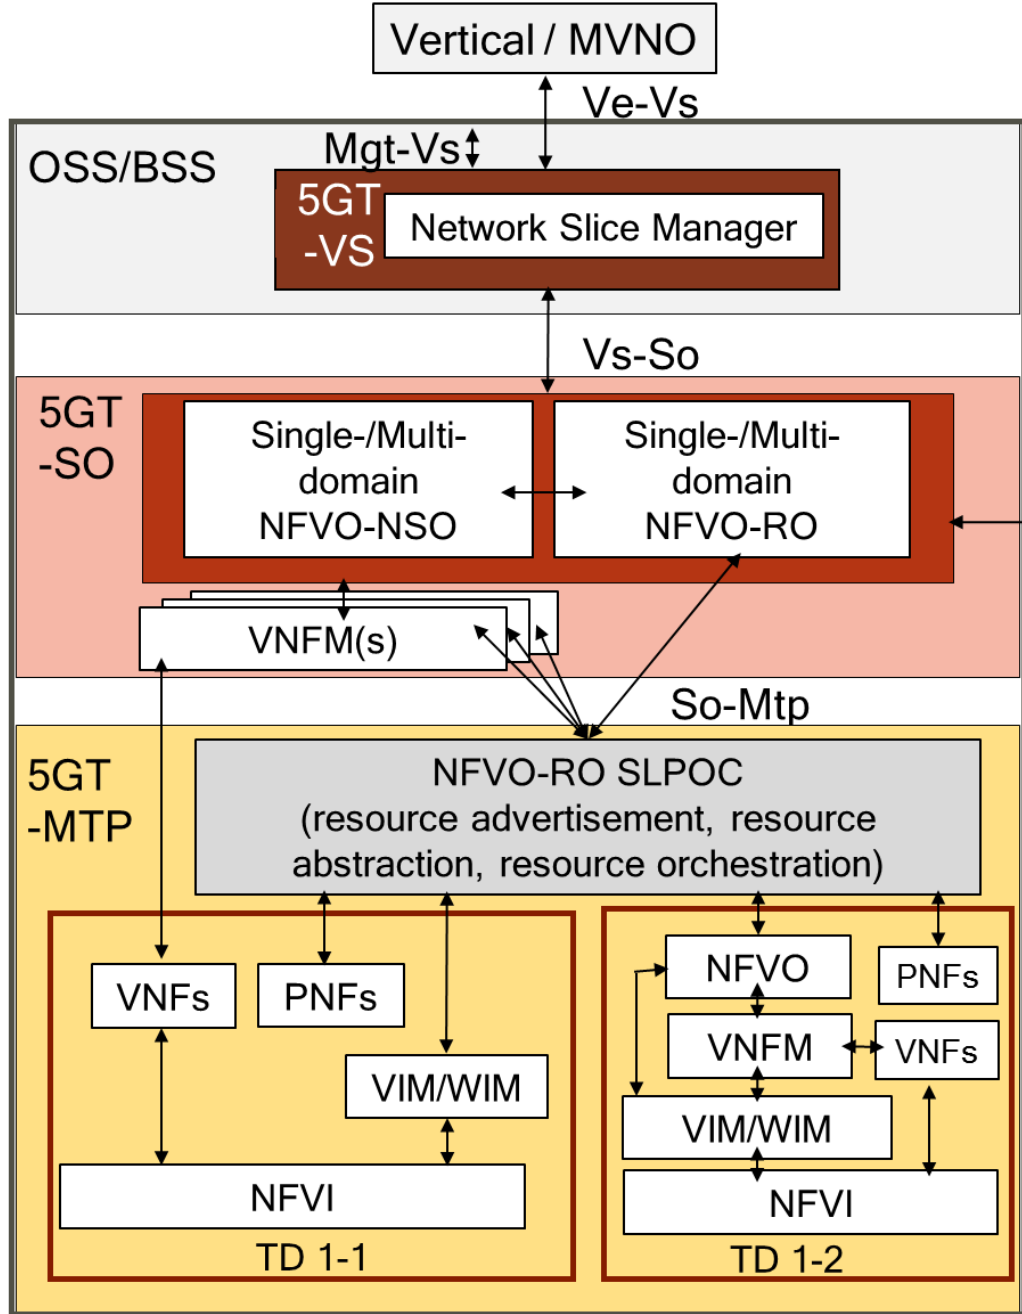 Vertical / MVNO
Ve-Vs
Mgt-Vs
OSS/BSS
5GT
-VS
Network Slice Manager
Vs-So
5GT
-SO
Single-/Multi-
domain
NFVO-NSO
Single-/Multi-
domain
NFVO-RO
VNFM(s)
So-Mtp
5GT
-MTP
NFVO-RO SLPOC
(resource advertisement, resource
abstraction, resource orchestration)
VNFs
PNFs
VIM/WIM
NFVI
TD 1-1
NFVO
PNFs
VNFM
VNFs
VIM/WIM
NFVI
TD 1-2